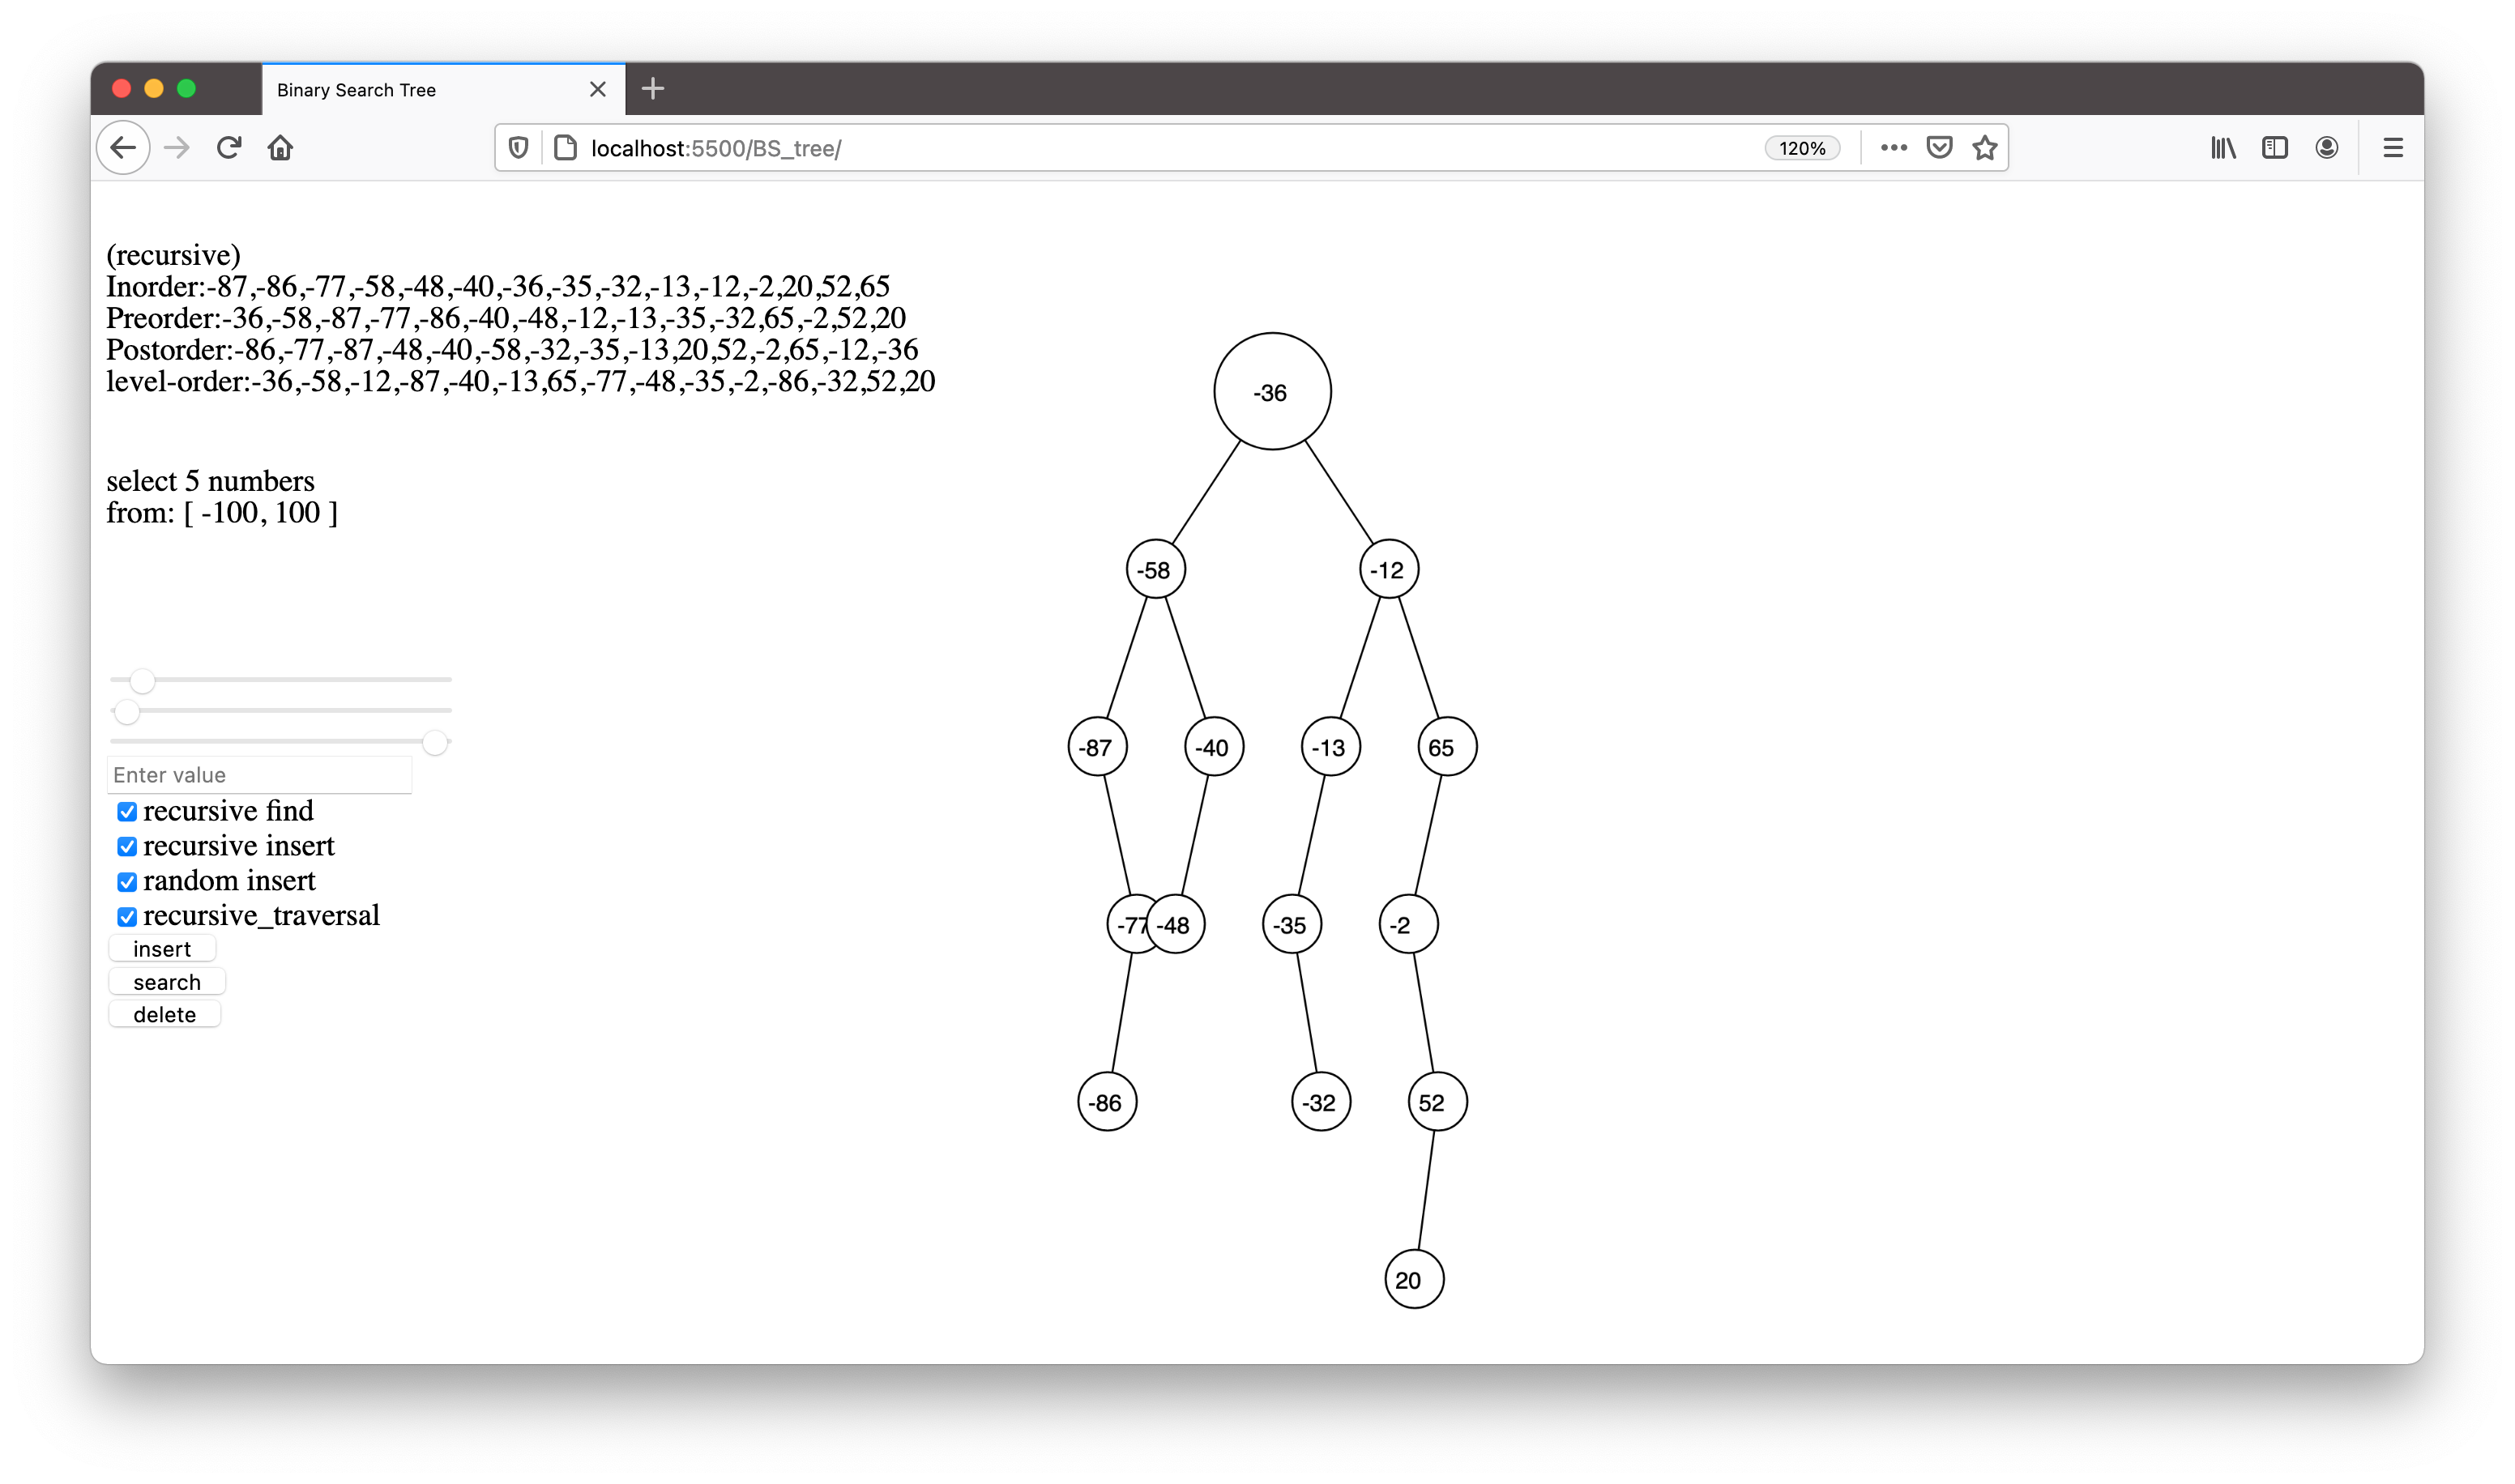 Binary Search Tree
localhost:5500/BS_tree/
120%
(recursive)
Inorder:-87,-86,-77,-58,-48,-40,-36,-35,-32,-13,-12,-2,20,52,65
Preorder:-36,-58,-87,-77,-86,-40,-48,-12,-13,-35,-32,65,-2,52,20
Postorder:-86,-77,-87,-48,-40,-58,-32,-35,-13,20,52,-2,65,-12,-36
level-order:-36,-58,-12,-87,-40,-13,65,-77,-48,-35,-2,-86,-32,52,20
select 5 numbers
from: [ -100, 100 ]
Enter value
recursive find
recursive insert
random insert
recursive_traversal
insert
search
delete
-36
-58 -12
-87 -40 -13 65
-77 -48 -35 -2
-86 -32 52
20